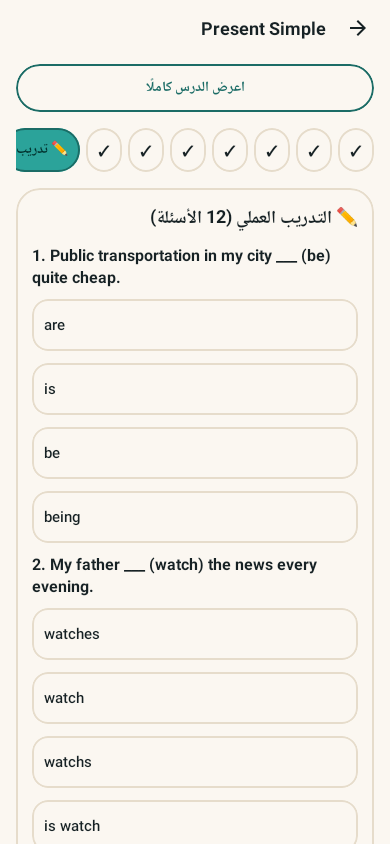 Present Simple →
اعرض الدرس كاملًا
✓ ✓ ✓ ✓ ✓ ✓ ✓ ✏️ تدريب
✏️ التدريب العملي (12 الأسئلة)
1. Public transportation in my city ___ (be)
quite cheap.
are
is
be
being
2. My father ___ (watch) the news every
evening.
watches
watch
watchs
is watch